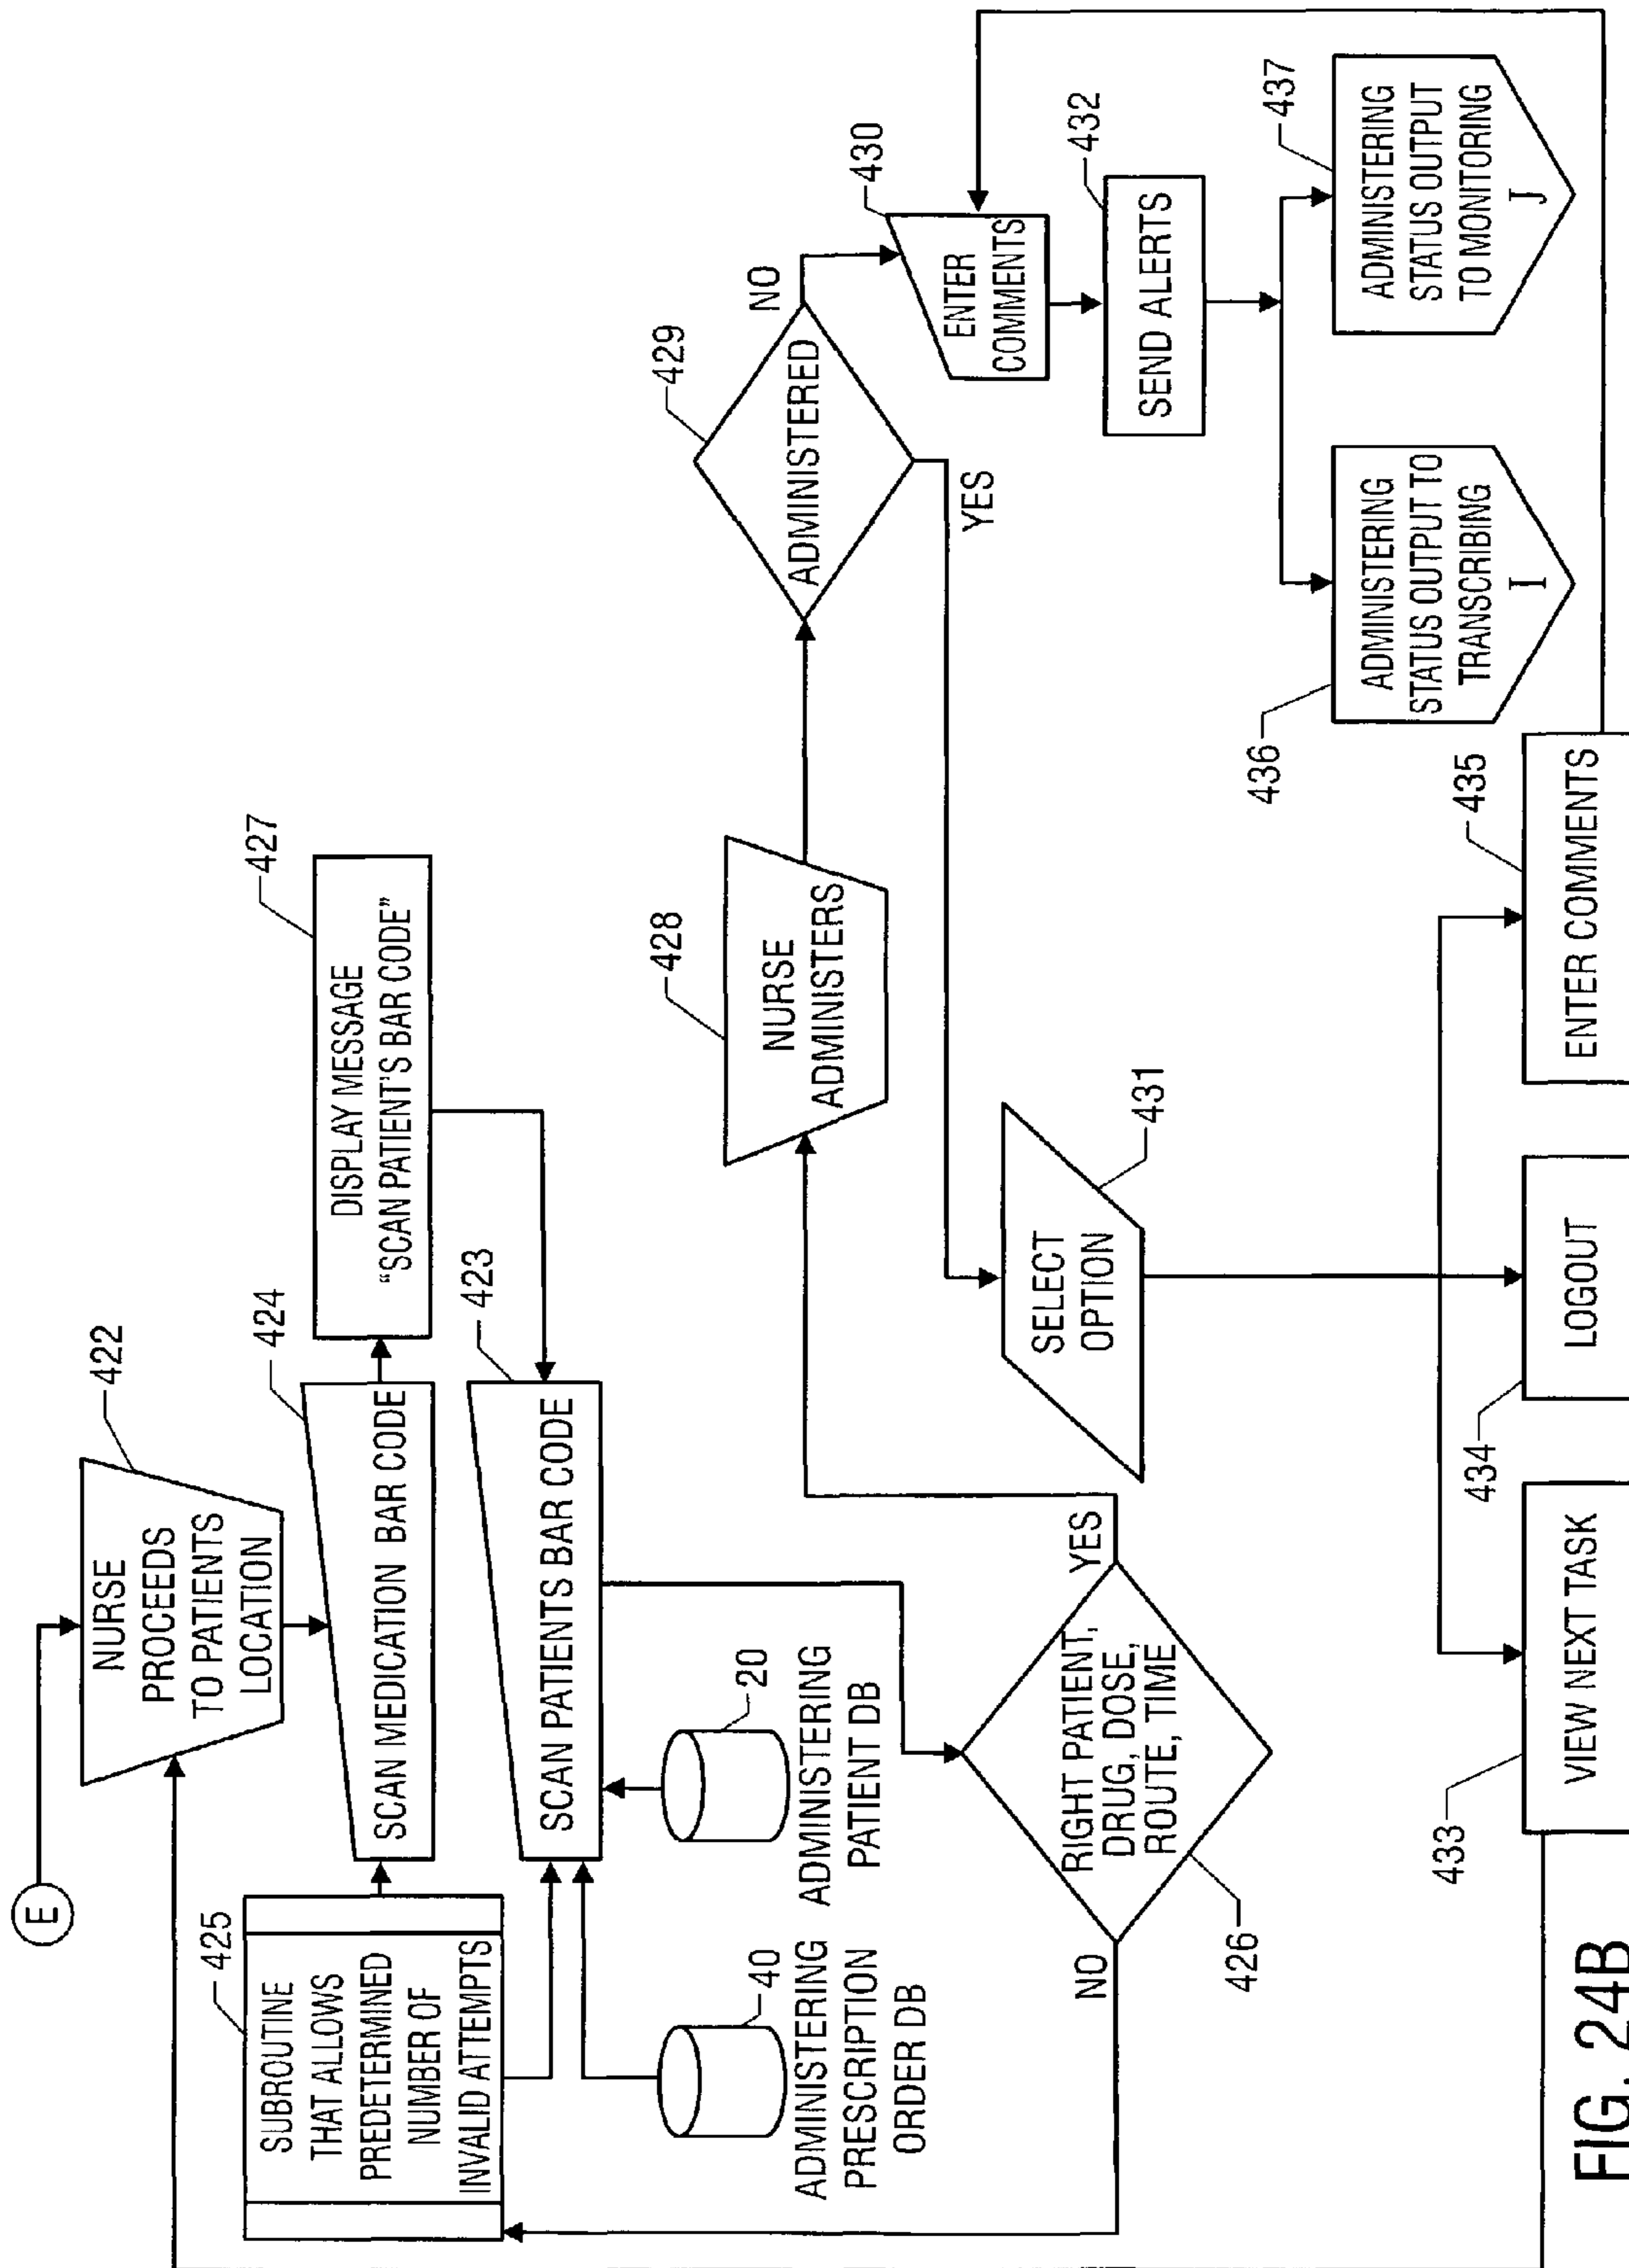 E
NURSE
PROCEEDS
TO PATIENTS
LOCATION
422
425
SUBROUTINE
THAT ALLOWS
PREDETERMINED
NUMBER OF
INVALID ATTEMPTS
SCAN MEDICATION BAR CODE
424
DISPLAY MESSAGE
“SCAN PATIENT'S BAR CODE”
427
SCAN PATIENTS BAR CODE
423
40
ADMINISTERING
PRESCRIPTION
ORDER DB
20
ADMINISTERING
PATIENT DB
RIGHT PATIENT,
DRUG, DOSE,
ROUTE, TIME
426
NO
YES
NURSE
ADMINISTERS
428
ADMINISTERED
429
NO
YES
ENTER
COMMENTS
430
SELECT
OPTION
431
SEND ALERTS
432
ADMINISTERING
STATUS OUTPUT TO
TRANSCRIBING
I
436
ADMINISTERING
STATUS OUTPUT
TO MONITORING
J
437
433
VIEW NEXT TASK
434
LOGOUT
435
ENTER COMMENTS
FIG. 24B